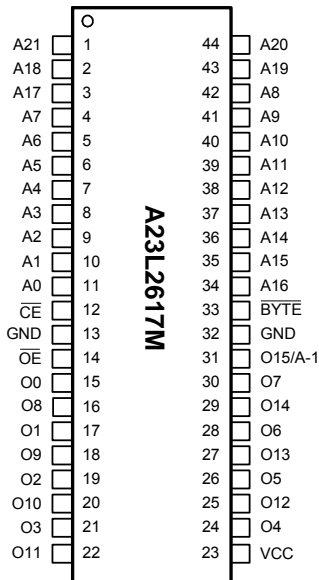 A21 1 44 A20
A18 2 43 A19
A17 3 42 A8
A7 4 41 A9
A6 5 40 A10
A5 6 39 A11
A4 7 38 A12
A3 8 37 A13
A2 9 36 A14
A1 10 35 A15
A0 11 34 A16
CE 12 33 BYTE
GND 13 32 GND
OE 14 31 O15/A-1
O0 15 30 O7
O8 16 29 O14
O1 17 28 O6
O9 18 27 O13
O2 19 26 O5
O10 20 25 O12
O3 21 24 O4
O11 22 23 VCC
A23L2617M